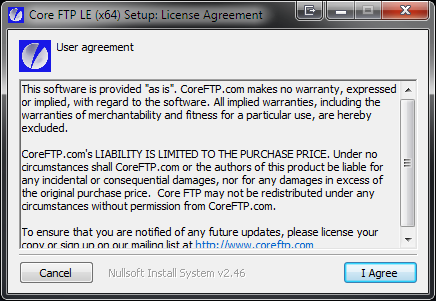 Core FTP LE (x64) Setup: License Agreement
User agreement
This software is provided "as is". CoreFTP.com makes no warranty, expressed
or implied, with regard to the software. All implied warranties, including the
warranties of merchantability and fitness for a particular use, are hereby
excluded.
CoreFTP.com's LIABILITY IS LIMITED TO THE PURCHASE PRICE. Under no
circumstances shall CoreFTP.com or the authors of this product be liable for
any incidental or consequential damages, nor for any damages in excess of
the original purchase price. Core FTP may not be redistributed under any
circumstances without permission from CoreFTP.com.
To ensure that you are notified of any future updates, please license your
copy or sign up on our mailing list at http://www.coreftp.com
Cancel
Nullsoft Install System v2.46
I Agree